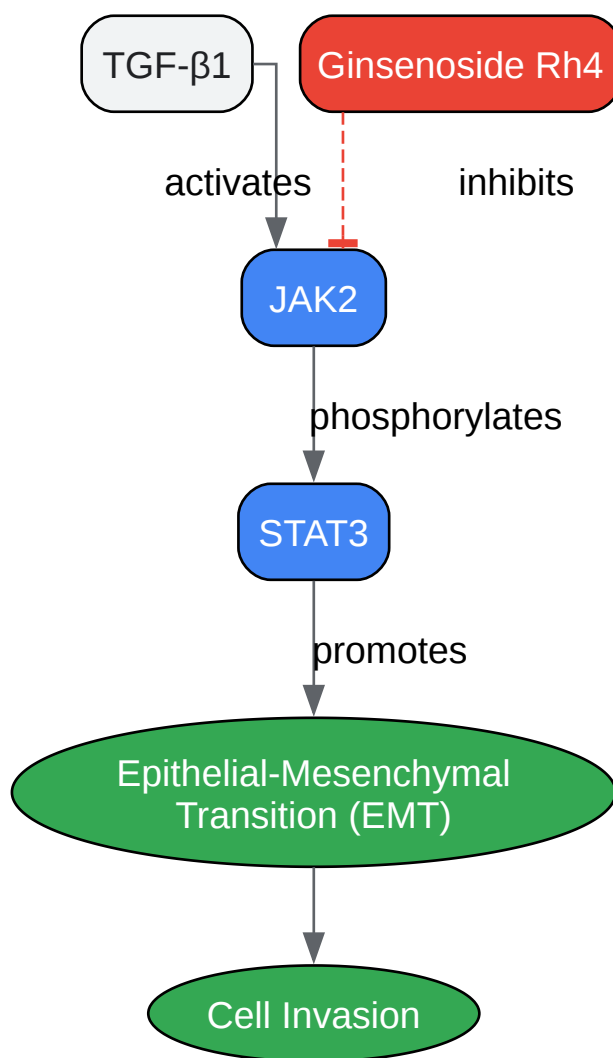 TGF-β1
Ginsenoside Rh4
activates
inhibits
JAK2
phosphorylates
STAT3
promotes
Epithelial-Mesenchymal
Transition (EMT)
Cell Invasion